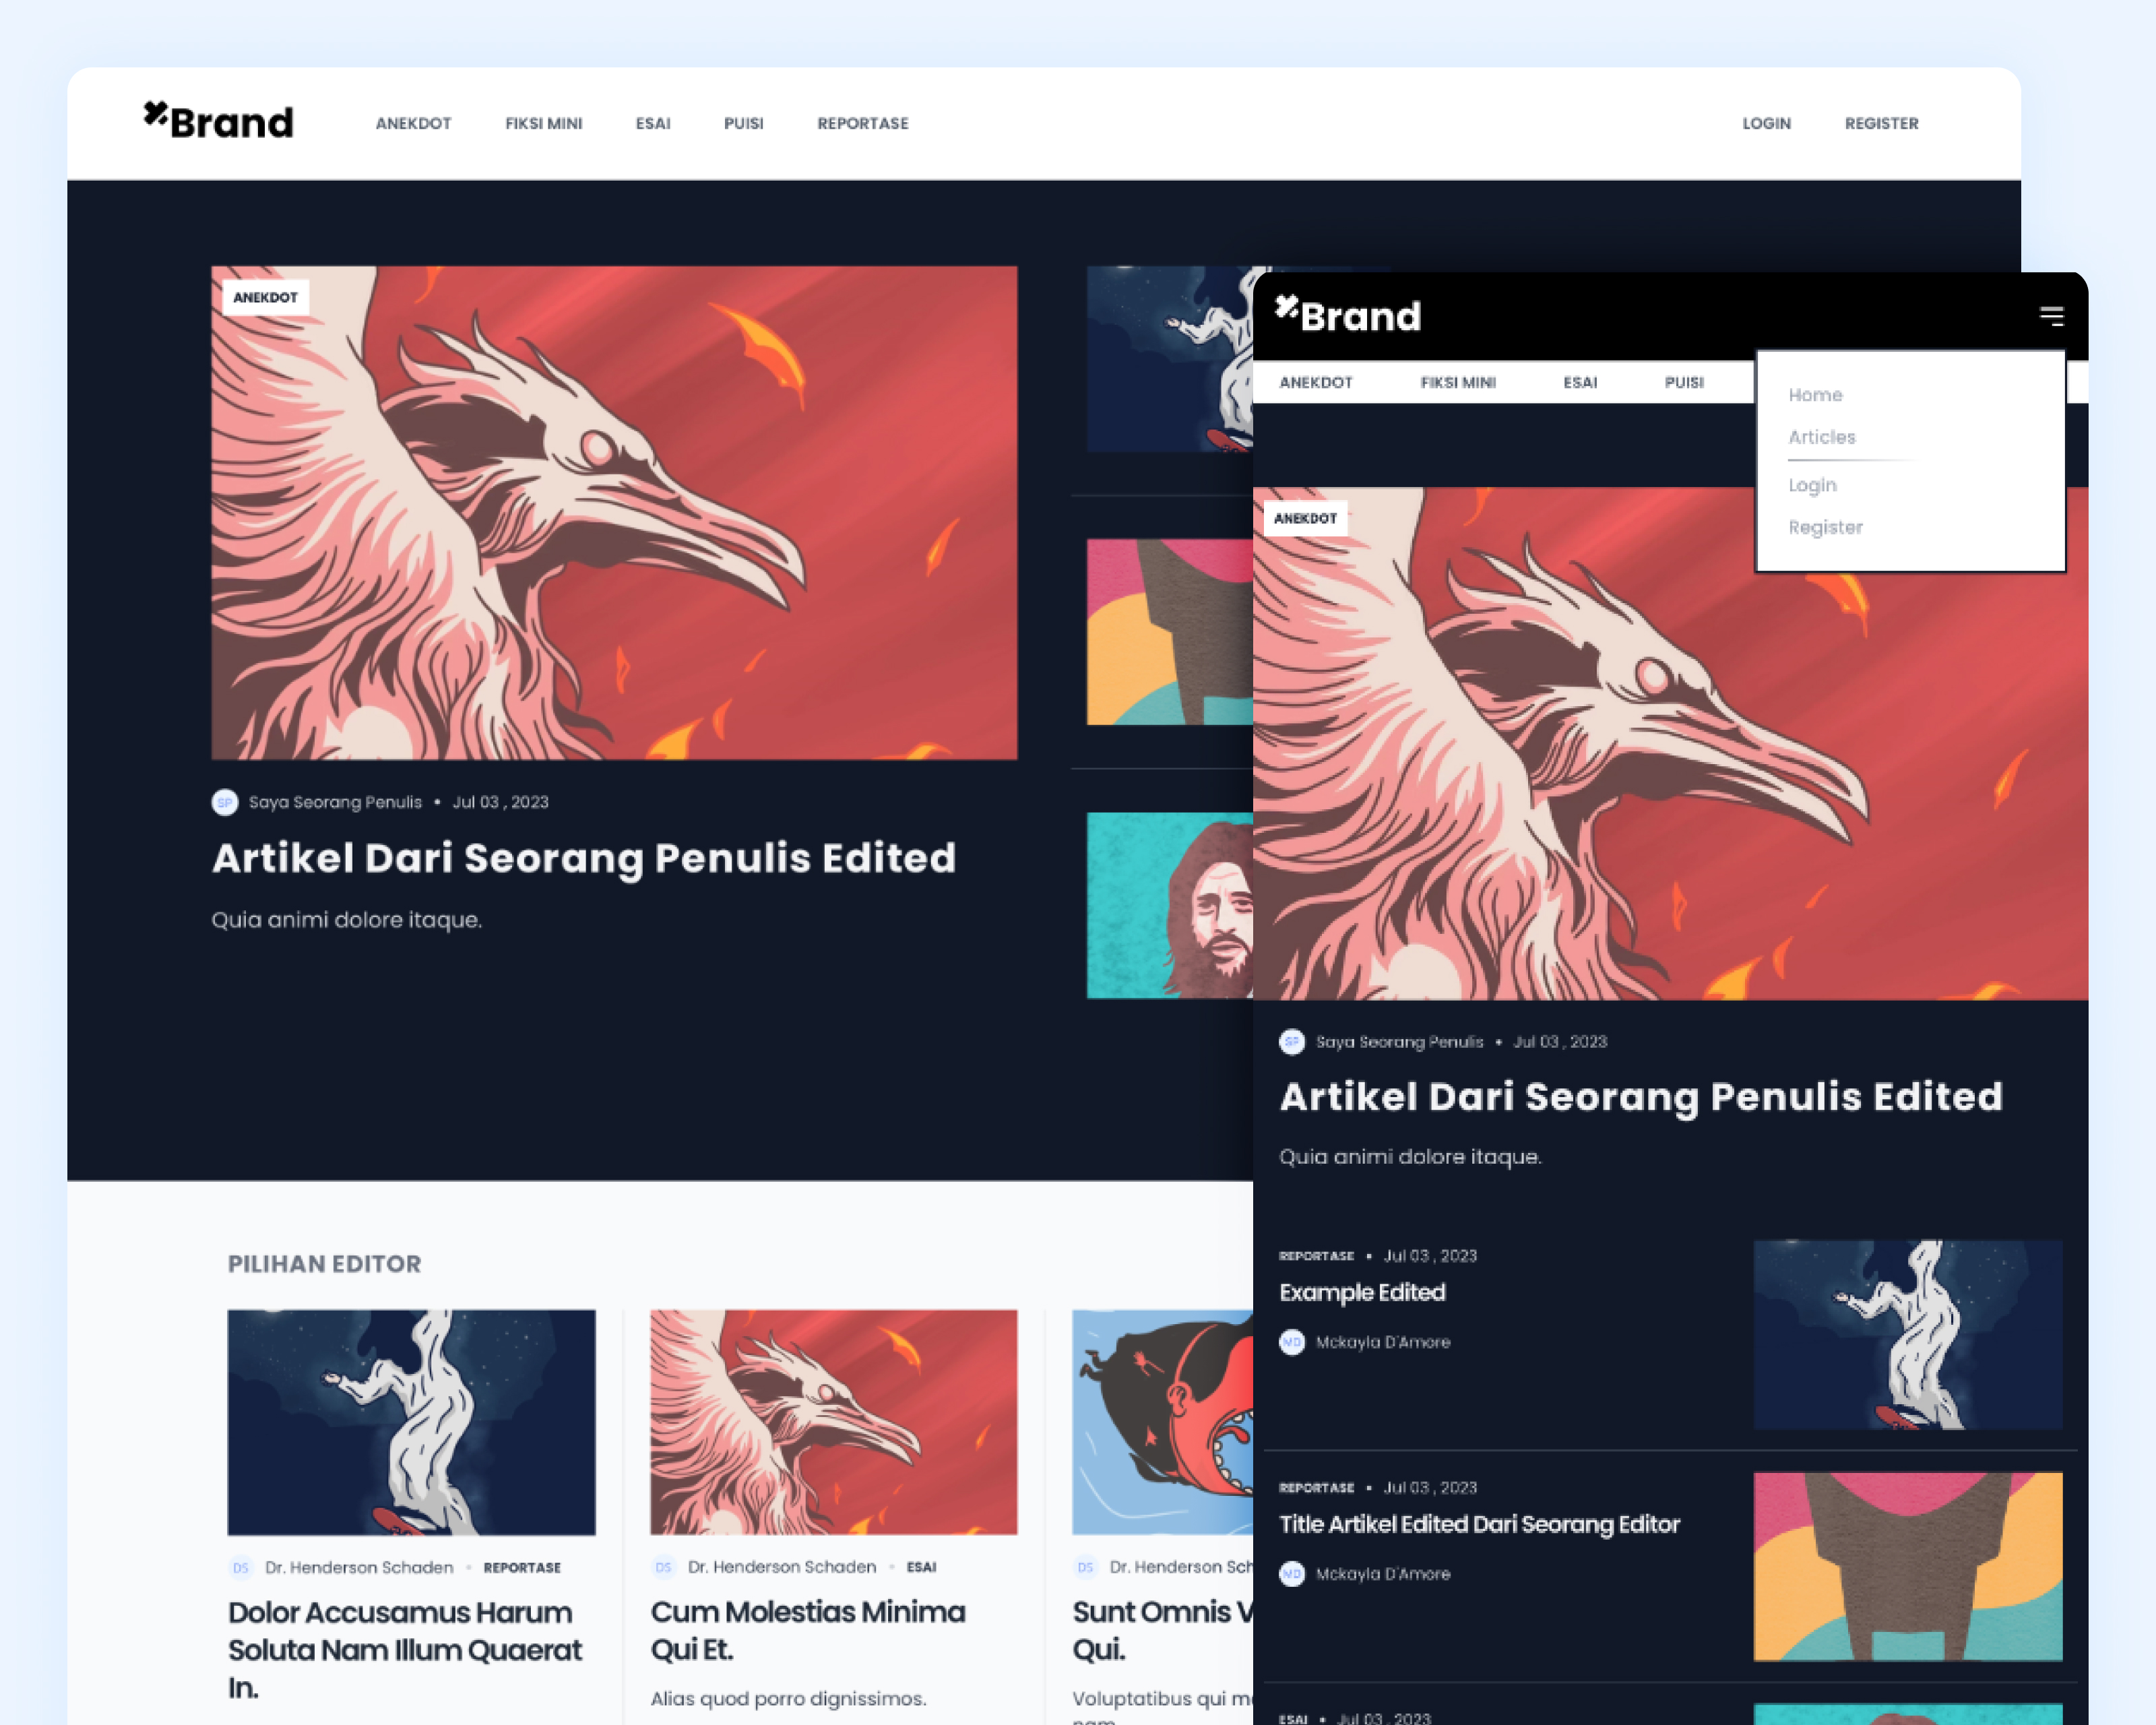 Brand
ANEKDOT FIKSI MINI ESAI PUISI REPORTASE
LOGIN REGISTER
ANEKDOT
SP Saya Seorang Penulis • Jul 03 , 2023
Artikel Dari Seorang Penulis Edited
Quia animi dolore itaque.
PILIHAN EDITOR
DS Dr. Henderson Schaden • REPORTASE
Dolor Accusamus Harum
Soluta Nam Illum Quaerat
In.
DS Dr. Henderson Schaden • ESAI
Cum Molestias Minima
Qui Et.
Alias quod porro dignissimos.
DS Dr. Henderson Sch
Sunt Omnis V
Qui.
Voluptatibus qui m
nam
Brand
ANEKDOT FIKSI MINI ESAI PUISI
Home
Articles
Login
Register
ANEKDOT
SP Saya Seorang Penulis • Jul 03 , 2023
Artikel Dari Seorang Penulis Edited
Quia animi dolore itaque.
REPORTASE • Jul 03 , 2023
Example Edited
MD Mckayla D'Amore
REPORTASE • Jul 03 , 2023
Title Artikel Edited Dari Seorang Editor
MD Mckayla D'Amore
ESAI • Jul 03 , 2023